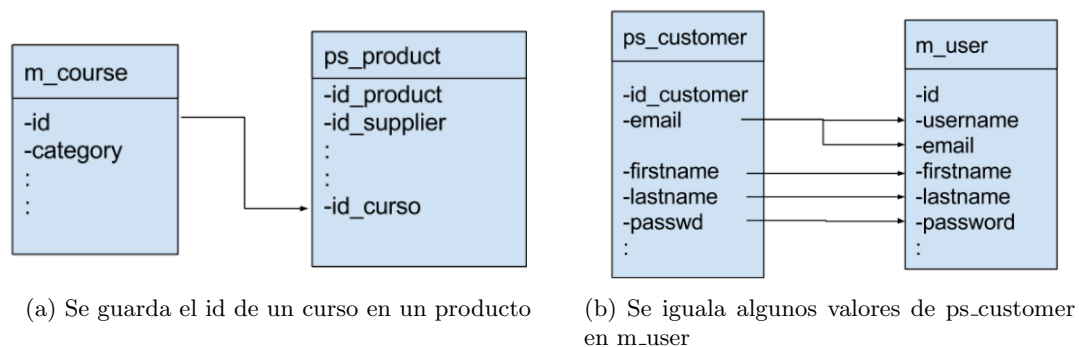 m_course
-id
-category
:
:
ps_product
-id_product
-id_supplier
:
:
-id_curso
(a) Se guarda el id de un curso en un producto
ps_customer
-id_customer
-email
-firstname
-lastname
-passwd
:
m_user
-id
-username
-email
-firstname
-lastname
-password
:
(b) Se iguala algunos valores de ps_customer
en m_user